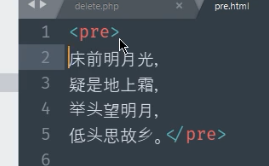 delete.php × pre.html
1 <pre>
2 床前明月光，
3 疑是地上霜，
4 举头望明月，
5 低头思故乡。</pre>
6